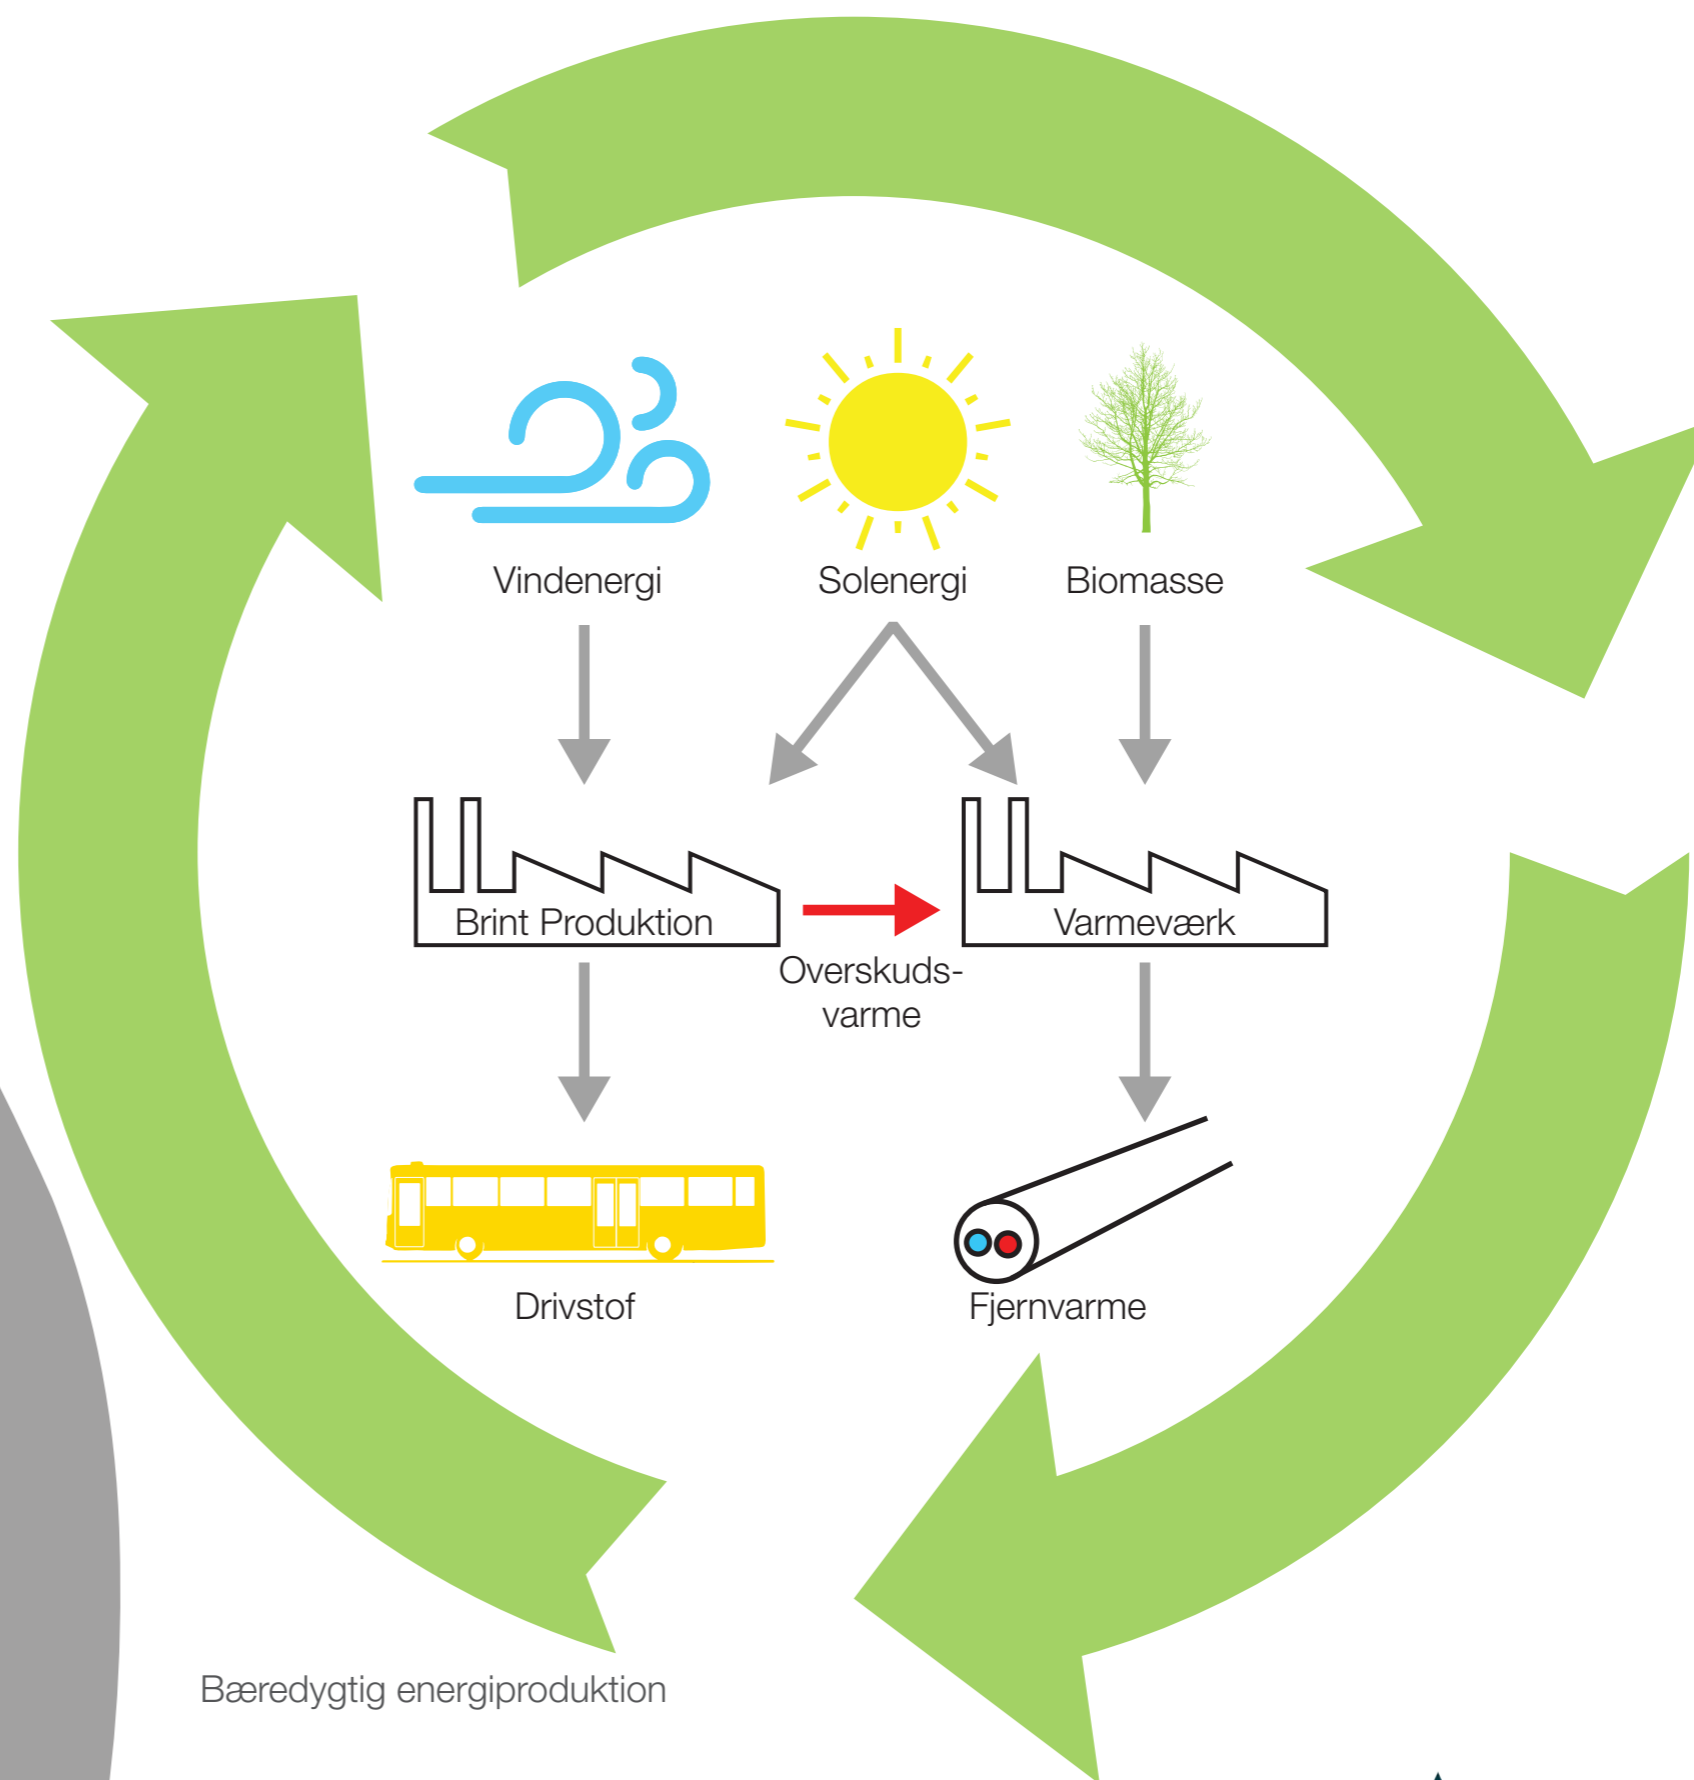 Vindenergi
Solenergi
Biomasse
Brint Produktion
Varmeværk
Overskuds-
varme
Drivstof
Fjernvarme
Bæredygtig energiproduktion